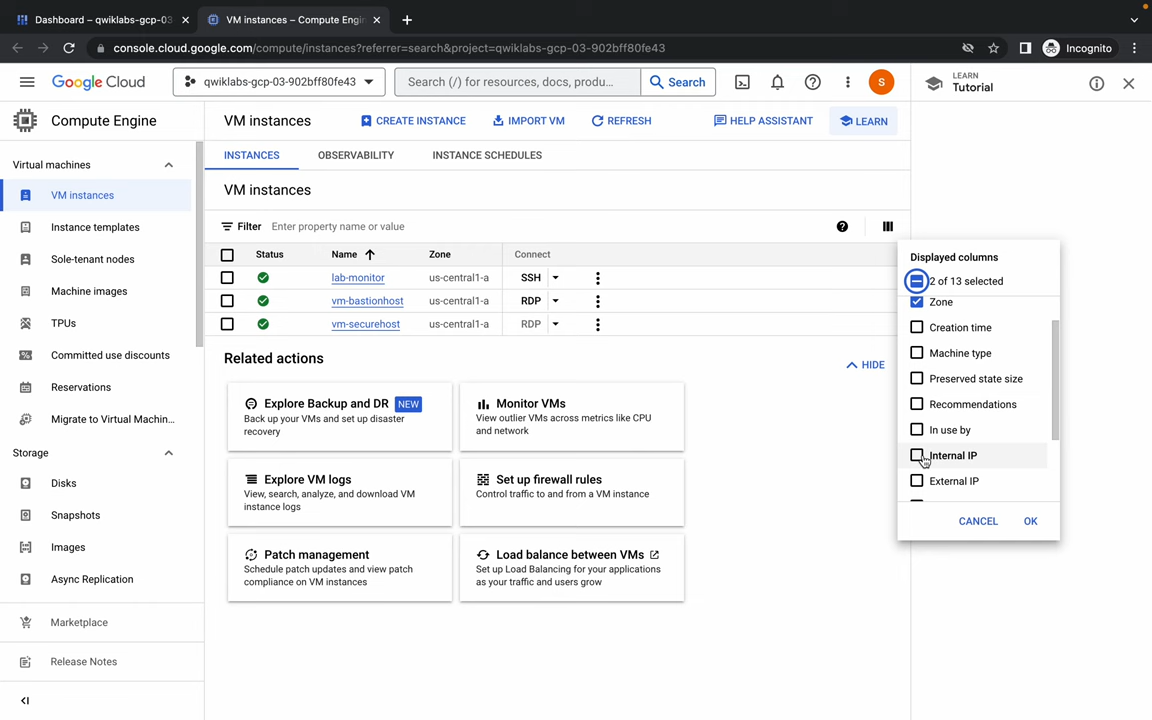 Dashboard – qwiklabs-gcp-03
VM instances – Compute Engin
console.cloud.google.com/compute/instances?referrer=search&project=qwiklabs-gcp-03-902bff80fe43
Incognito
Google Cloud
qwiklabs-gcp-03-902bff80fe43
Search (/) for resources, docs, produ...
Search
S
LEARN
Tutorial
Compute Engine
VM instances
CREATE INSTANCE
IMPORT VM
REFRESH
HELP ASSISTANT
LEARN
Virtual machines
VM instances
Instance templates
Sole-tenant nodes
Machine images
TPUs
Committed use discounts
Reservations
Migrate to Virtual Machin...
Storage
Disks
Snapshots
Images
Async Replication
Marketplace
Release Notes
INSTANCES
OBSERVABILITY
INSTANCE SCHEDULES
VM instances
Filter Enter property name or value
Status Name Zone Connect
lab-monitor us-central1-a SSH
vm-bastionhost us-central1-a RDP
vm-securehost us-central1-a RDP
Related actions
HIDE
Explore Backup and DR NEW
Back up your VMs and set up disaster
recovery
Monitor VMs
View outlier VMs across metrics like CPU
and network
Explore VM logs
View, search, analyze, and download VM
instance logs
Set up firewall rules
Control traffic to and from a VM instance
Patch management
Schedule patch updates and view patch
compliance on VM instances
Load balance between VMs
Set up Load Balancing for your applications
as your traffic and users grow
Displayed columns
2 of 13 selected
Zone
Creation time
Machine type
Preserved state size
Recommendations
In use by
Internal IP
External IP
CANCEL
OK